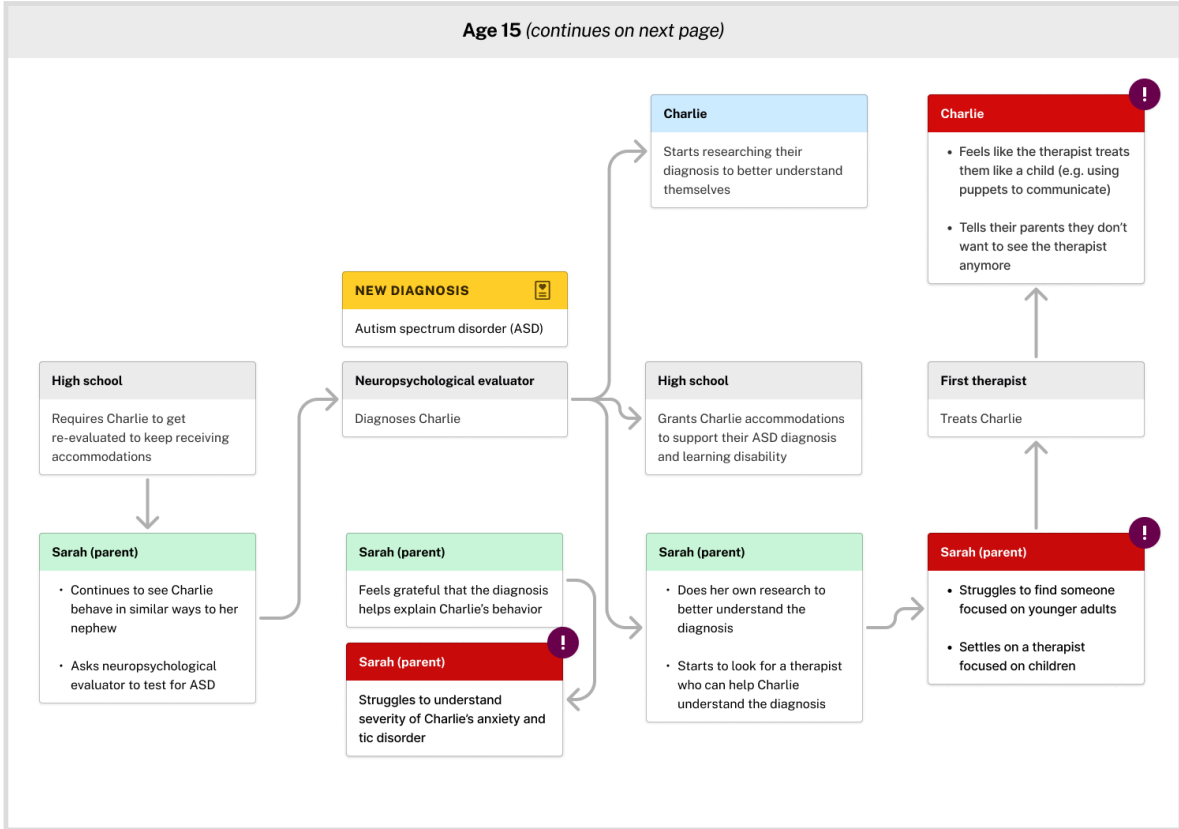 Age 15 (continues on next page)
High school
Requires Charlie to get
re-evaluated to keep receiving
accommodations
Sarah (parent)
· Continues to see Charlie
behave in similar ways to her
nephew
· Asks neuropsychological
evaluator to test for ASD
NEW DIAGNOSIS
Autism spectrum disorder (ASD)
Neuropsychological evaluator
Diagnoses Charlie
Sarah (parent)
Feels grateful that the diagnosis
helps explain Charlie's behavior
!
Sarah (parent)
Struggles to understand
severity of Charlie's anxiety and
tic disorder
Charlie
Starts researching their
diagnosis to better understand
themselves
High school
Grants Charlie accommodations
to support their ASD diagnosis
and learning disability
Sarah (parent)
· Does her own research to
better understand the
diagnosis
· Starts to look for a therapist
who can help Charlie
understand the diagnosis
!
Sarah (parent)
• Struggles to find someone
focused on younger adults
• Settles on a therapist
focused on children
First therapist
Treats Charlie
!
Charlie
• Feels like the therapist treats
them like a child (e.g. using
puppets to communicate)
• Tells their parents they don't
want to see the therapist
anymore